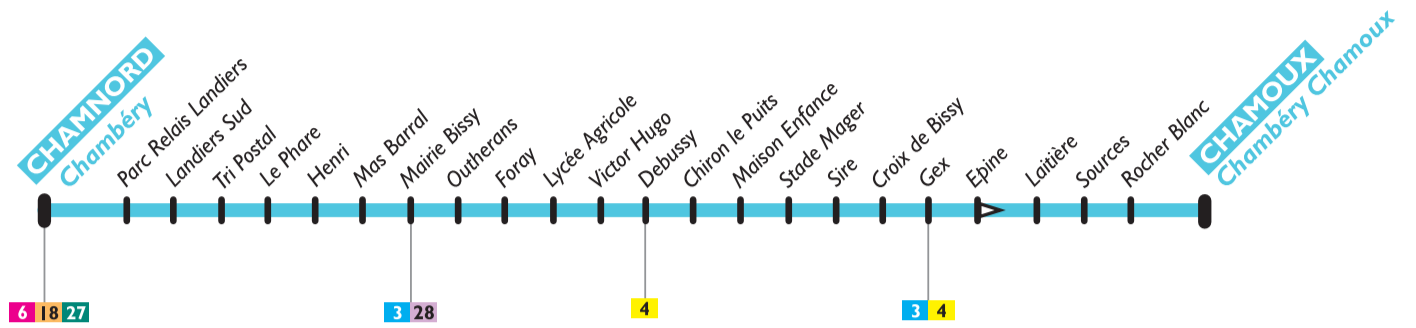 CHAMNORD
Chambéry
Parc Relais Landiers
Landiers Sud
Tri Postal
Le Phare
Henri
Mas Barral
Mairie Bissy
Outherans
Foray
Lycée Agricole
Victor Hugo
Debussy
Chiron le Puits
Maison Enfance
Stade Mager
Sire
Croix de Bissy
Gex
Epine
Laitière
Sources
Rocher Blanc
CHAMOUX
Chambéry Chamoux
6 18 27
3 28
4
3 4